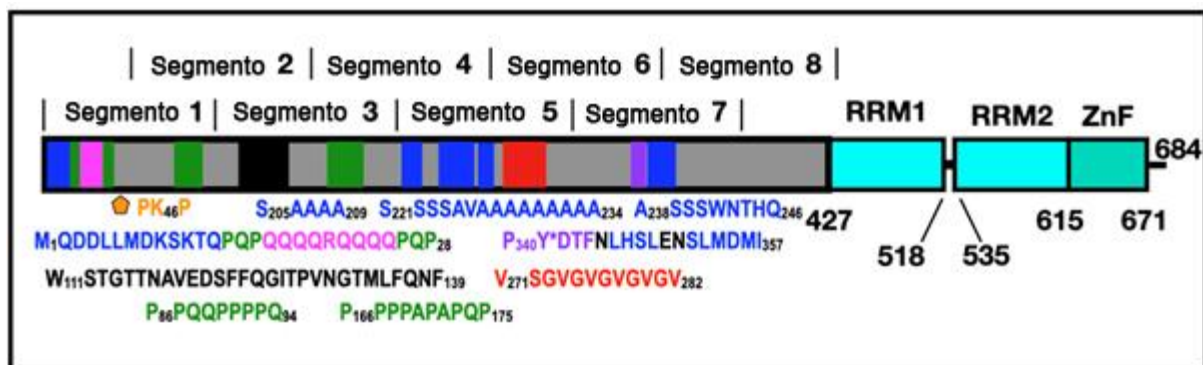 Segmento 2 Segmento 4 Segmento 6 Segmento 8
Segmento 1 Segmento 3 Segmento 5 Segmento 7 RRM1 RRM2 ZnF
684
PK46P S205AAAA209 S221SSSAVAAAAAAAAA234 A238SSSWNTHQ246 427 615 671
M1QDDLLMDKSKTQPQPQQQQRQQQQPQP28 P340Y*DTFNLHSLENSLMDMI357
518 535
W111STGTTNAVEDSFFQGITPVNGTMLFQNF139 V271SGVGVGVGVGV282
P86PQQPPPPQ94 P166PPPAPAPQP175